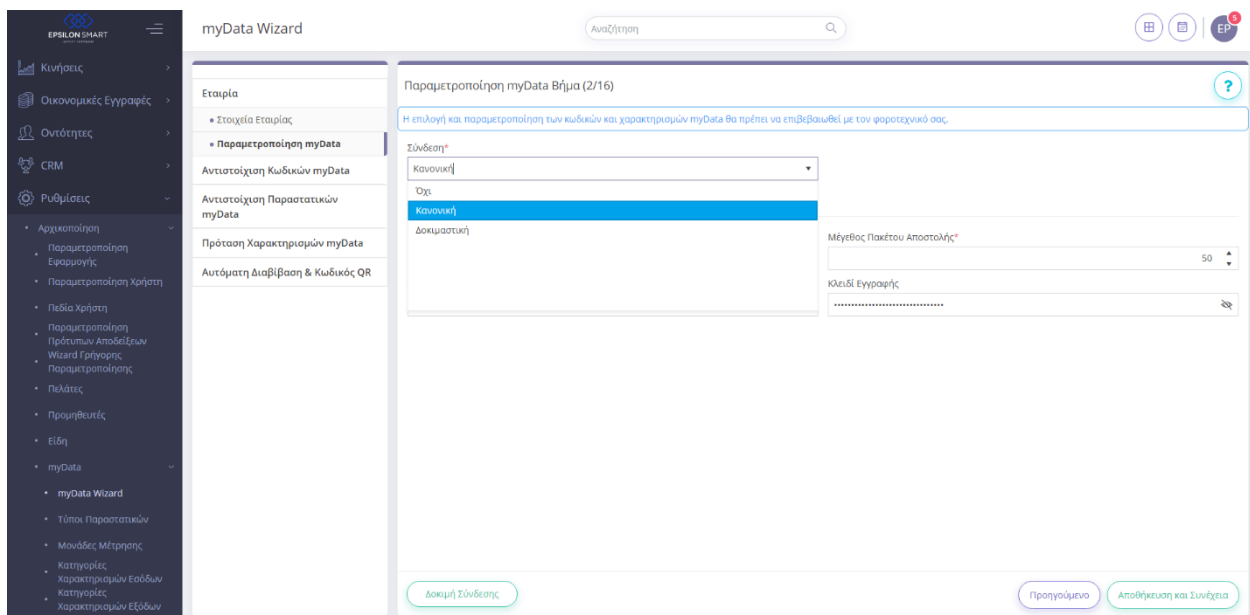 EPSILON SMART
myData Wizard
Αναζήτηση
EP
5
Κινήσεις
Οικονομικές Εγγραφές
Οντότητες
CRM
Ρυθμίσεις
Αρχικοποίηση
Παραμετροποίηση
Εφαρμογής
Παραμετροποίηση Χρήστη
Πεδία Χρήστη
Παραμετροποίηση
Πρότυπων Αποδείξεων
Wizard Γρήγορης
Παραμετροποίησης
Πελάτες
Προμηθευτές
Είδη
myData
myData Wizard
Τύποι Παραστατικών
Μονάδες Μέτρησης
Κατηγορίες
Χαρακτηρισμών Εσόδων
Κατηγορίες
Χαρακτηρισμών Εξόδων
Εταιρία
Στοιχεία Εταιρίας
Παραμετροποίηση myData
Αντιστοίχιση Κωδικών myData
Αντιστοίχιση Παραστατικών
myData
Πρόταση Χαρακτηρισμών myData
Αυτόματη Διαβίβαση & Κωδικός QR
Παραμετροποίηση myData Βήμα (2/16)
?
Η επιλογή και παραμετροποίηση των κωδικών και χαρακτηρισμών myData θα πρέπει να επιβεβαιωθεί με τον φοροτεχνικό σας.
Σύνδεση*
Κανονική
Όχι
Κανονική
Δοκιμαστική
Μέγεθος Πακέτου Αποστολής*
50
Κλειδί Εγγραφής
Δοκιμή Σύνδεσης
Προηγούμενο
Αποθήκευση και Συνέχεια